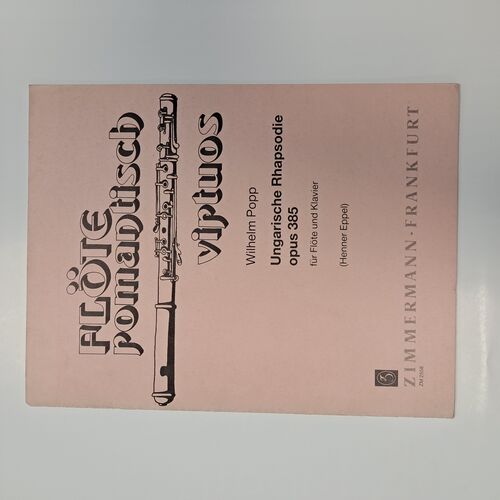 FLÖTE
romantisch
virtuos
Wilhelm Popp
Ungarische Rhapsodie
opus 385
für Flöte und Klavier
(Henner Eppel)
ZIMMERMANN · FRANKFURT